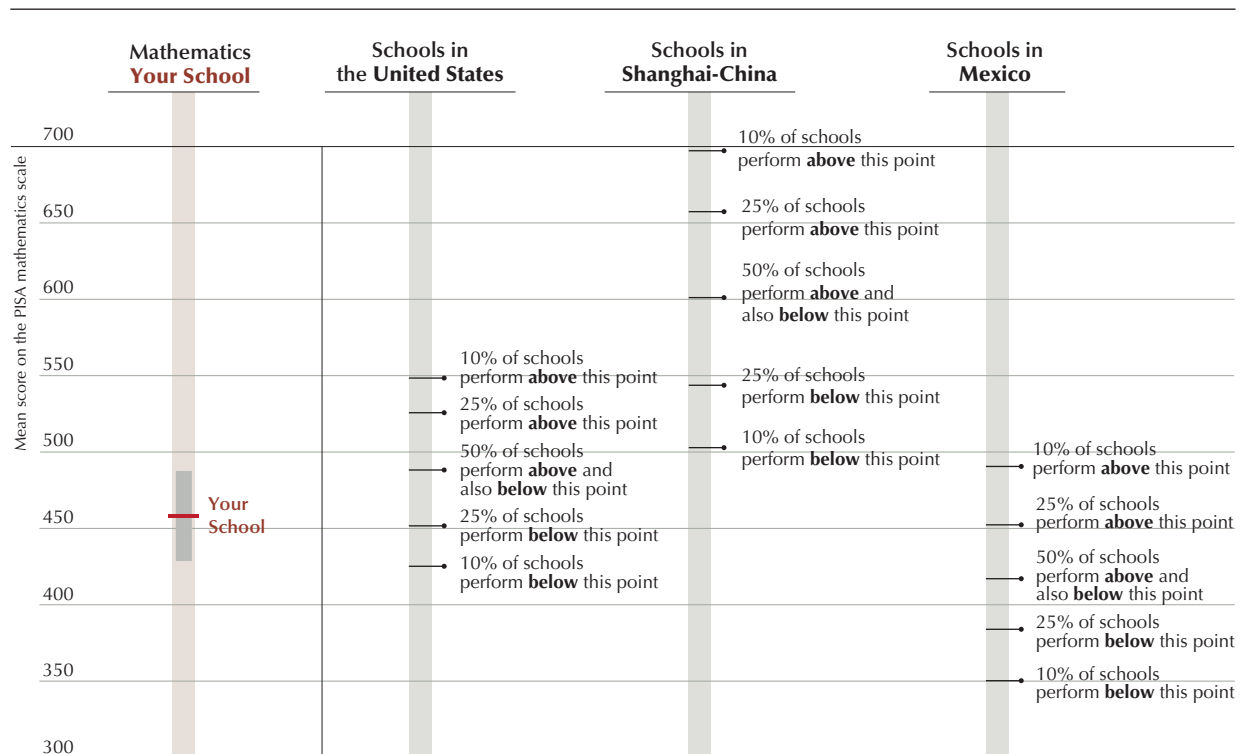 Mathematics
Your School
Schools in
the United States
Schools in
Shanghai-China
Schools in
Mexico
Mean score on the PISA mathematics scale
700
650
600
550
500
450
400
350
300
Your
School
10% of schools
perform above this point
25% of schools
perform above this point
50% of schools
perform above and
also below this point
25% of schools
perform below this point
10% of schools
perform below this point
10% of schools
perform above this point
25% of schools
perform above this point
50% of schools
perform above and
also below this point
25% of schools
perform below this point
10% of schools
perform below this point
10% of schools
perform above this point
25% of schools
perform above this point
50% of schools
perform above and
also below this point
25% of schools
perform below this point
10% of schools
perform below this point